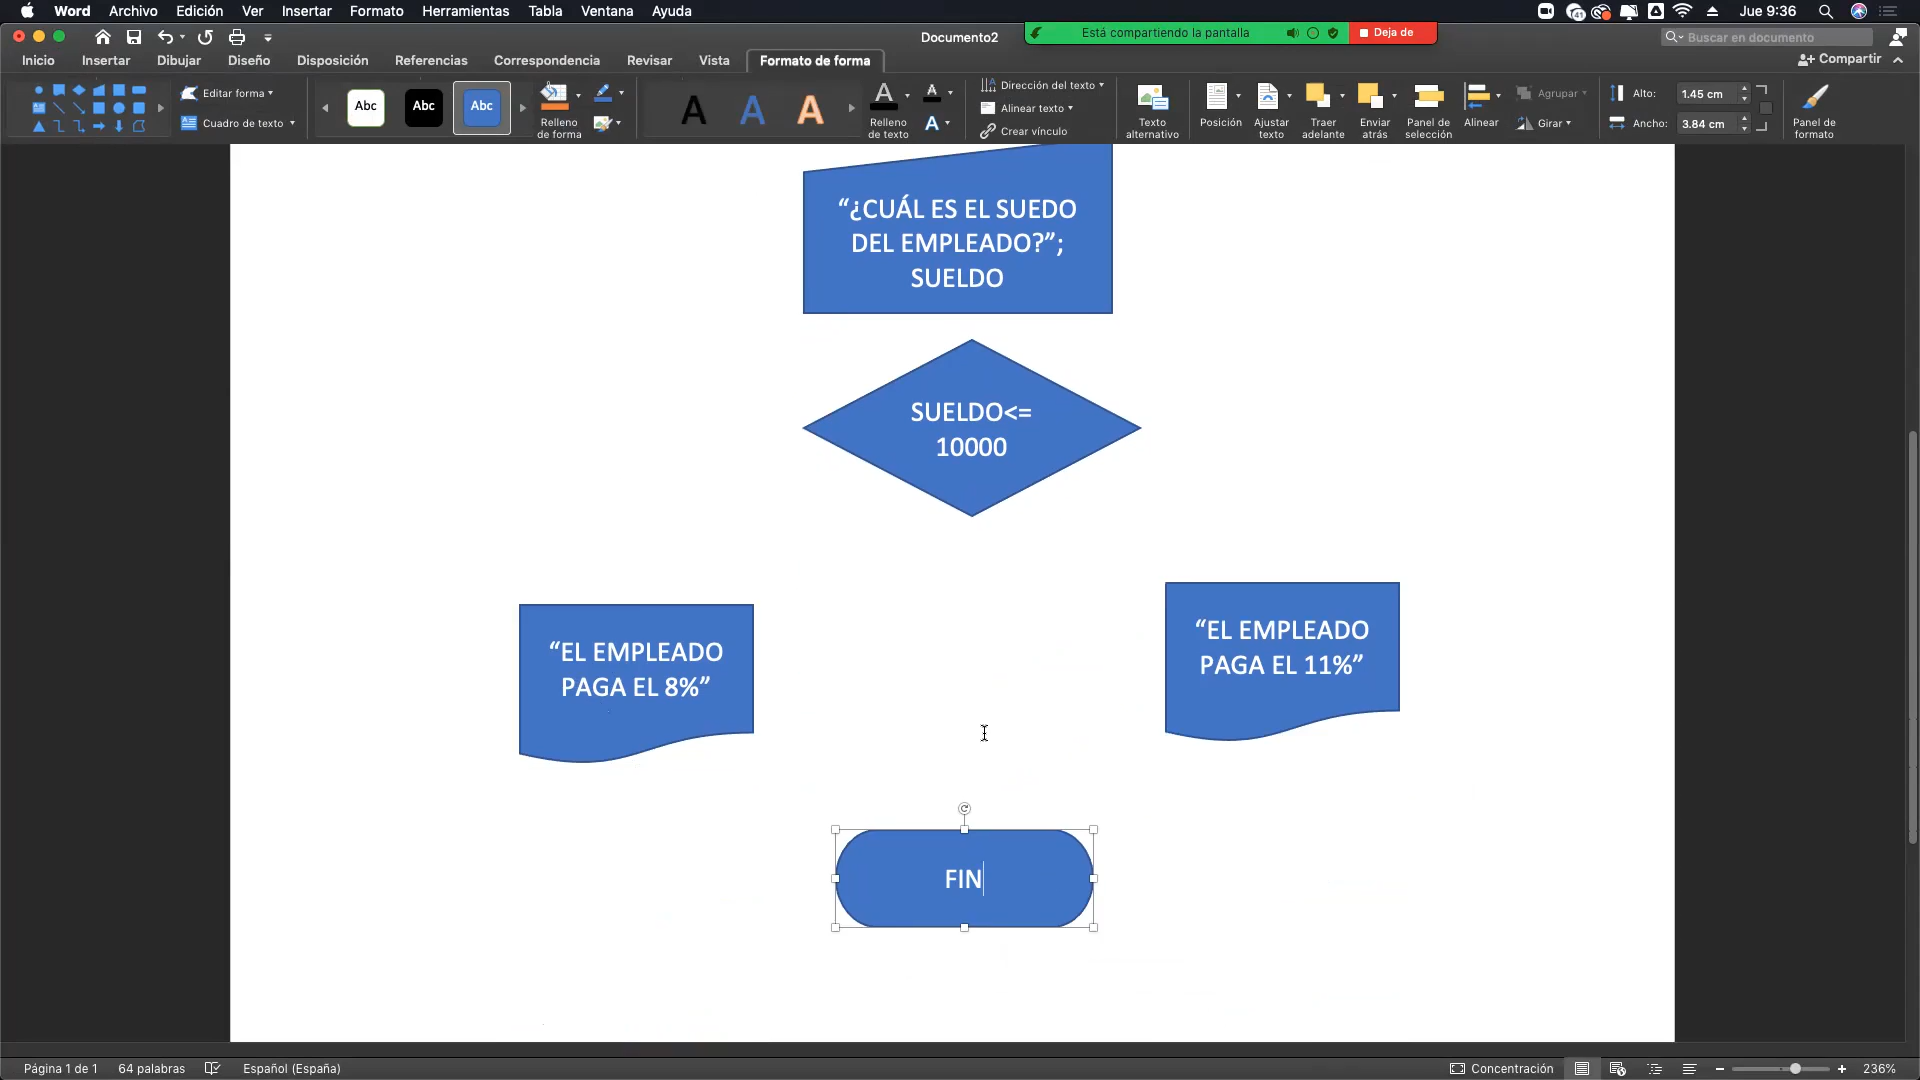 Word Archivo Edición Ver Insertar Formato Herramientas Tabla Ventana Ayuda
41
Jue 9:36
Documento2
Está compartiendo la pantalla
Deja de
Buscar en documento
Inicio Insertar Dibujar Diseño Disposición Referencias Correspondencia Revisar Vista Formato de forma
Compartir
Editar forma
Cuadro de texto
Abc Abc Abc
Relleno
de forma
A A A
Relleno
de texto
Dirección del texto
Alinear texto
Crear vínculo
Texto
alternativo
Posición
Ajustar
texto
Traer
adelante
Enviar
atrás
Panel de
selección
Alinear
Agrupar
Girar
Alto: 1.45 cm
Ancho: 3.84 cm
Panel de
formato
“¿CUÁL ES EL SUEDO
DEL EMPLEADO?”;
SUELDO
SUELDO<=
10000
“EL EMPLEADO
PAGA EL 8%”
“EL EMPLEADO
PAGA EL 11%”
FIN
Página 1 de 1 64 palabras Español (España)
Concentración
236%